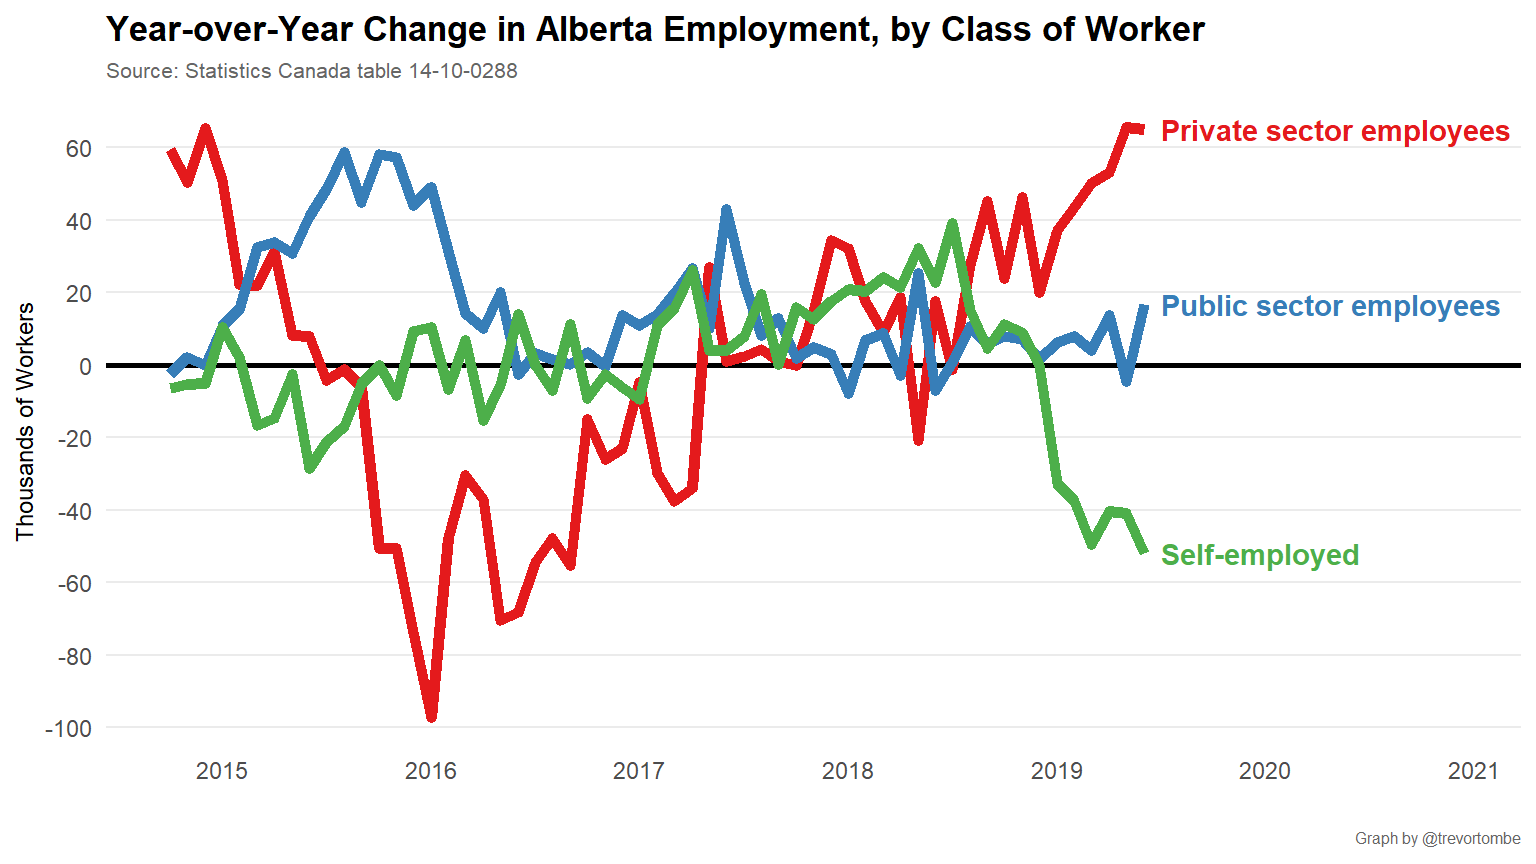 Year-over-Year Change in Alberta Employment, by Class of Worker
Source: Statistics Canada table 14-10-0288
Thousands of Workers
60
40
20
0
-20
-40
-60
-80
-100
Private sector employees
Public sector employees
Self-employed
2015 2016 2017 2018 2019 2020 2021
Graph by @trevortombe